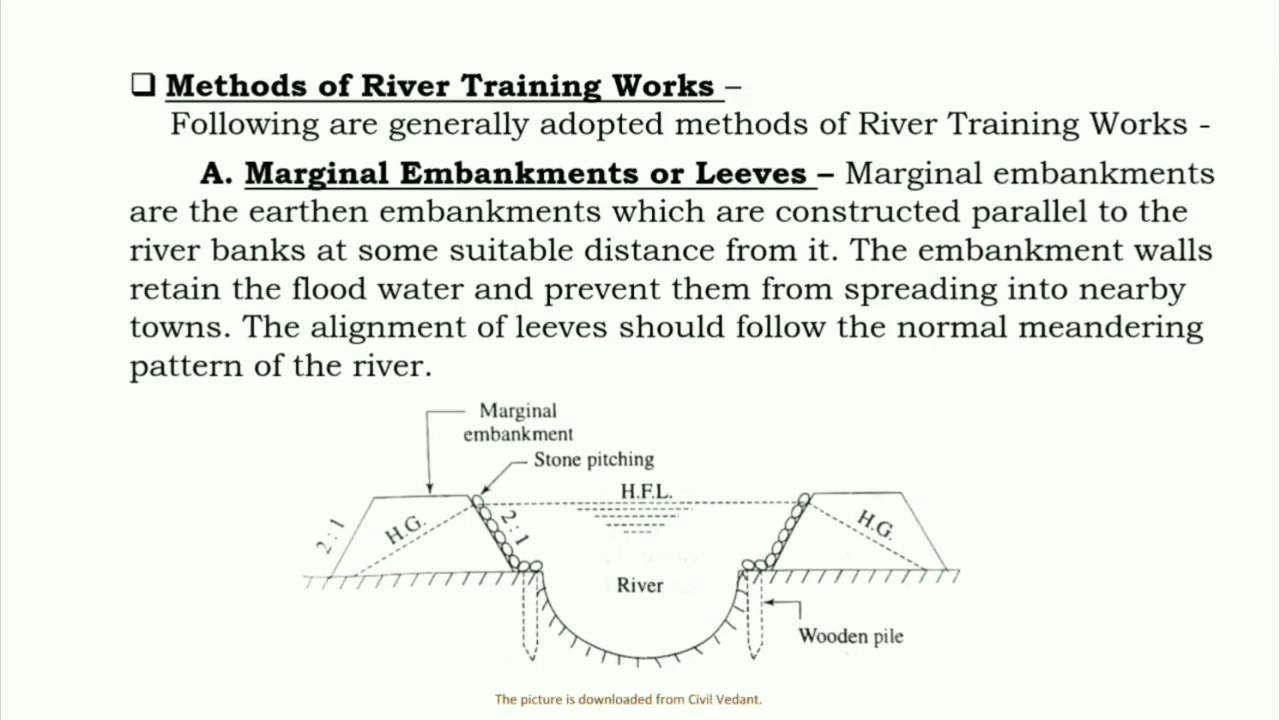 ❑ Methods of River Training Works –
Following are generally adopted methods of River Training Works -
A. Marginal Embankments or Leeves – Marginal embankments
are the earthen embankments which are constructed parallel to the
river banks at some suitable distance from it. The embankment walls
retain the flood water and prevent them from spreading into nearby
towns. The alignment of leeves should follow the normal meandering
pattern of the river.
Marginal
embankment
Stone pitching
H.F.L.
2 : 1
H.G.
2 : 1
H.G.
River
Wooden pile
The picture is downloaded from Civil Vedant.